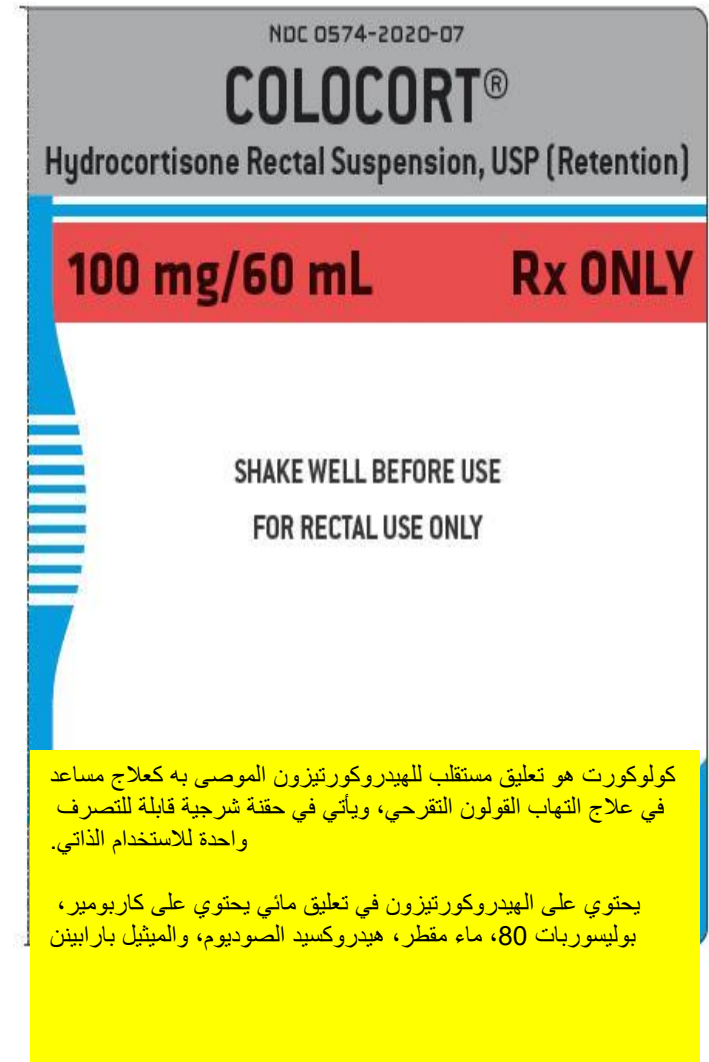 NDC 0574-2020-07
COLOCORT®
Hydrocortisone Rectal Suspension, USP (Retention)
100 mg/60 mL Rx ONLY
SHAKE WELL BEFORE USE
FOR RECTAL USE ONLY
كولوكورت هو تعليق مستقلب للهيدروكورتيزون الموصى به كعلاج مساعد
في علاج التهاب القولون التقرحي، ويأتي في حقنة شرجية قابلة للتصرف
واحدة للاستخدام الذاتي.
يحتوي على الهيدروكورتيزون في تعليق مائي يحتوي على كاربومير،
بوليسوربات 80، ماء مقطر، هيدروكسيد الصوديوم، والميثيل بارابينن